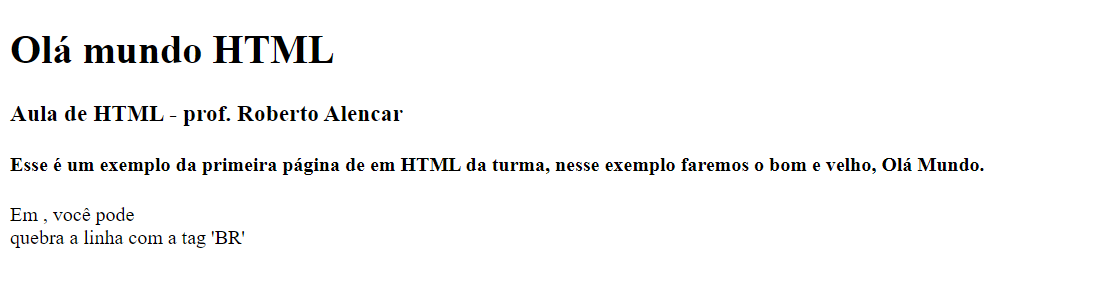 Olá mundo HTML
Aula de HTML - prof. Roberto Alencar
Esse é um exemplo da primeira página de em HTML da turma, nesse exemplo faremos o bom e velho, Olá Mundo.
Em , você pode
quebra a linha com a tag 'BR'